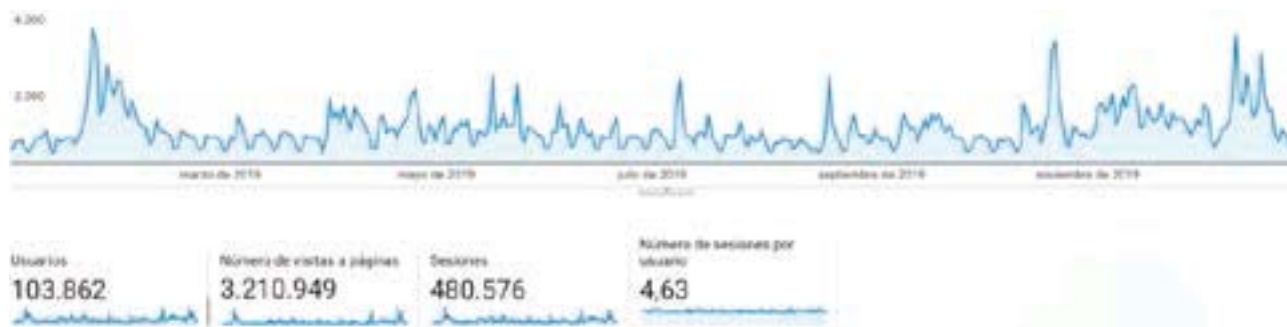 4.000
2.000
marzo de 2019
mayo de 2019
julio de 2019
septiembre de 2019
noviembre de 2019
Usuarios
103.862
Número de visitas a páginas
3.210.949
Sesiones
480.576
Número de sesiones por
usuario
4,63